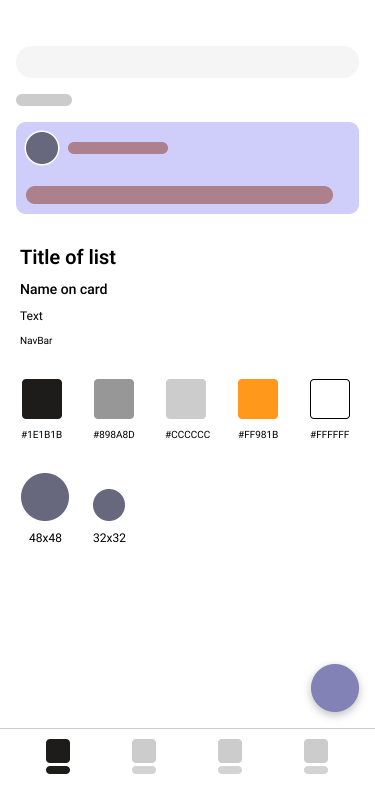 Title of list
Name on card
Text
NavBar
#1E1B1B #898A8D #CCCCCC #FF981B #FFFFFF
48x48 32x32